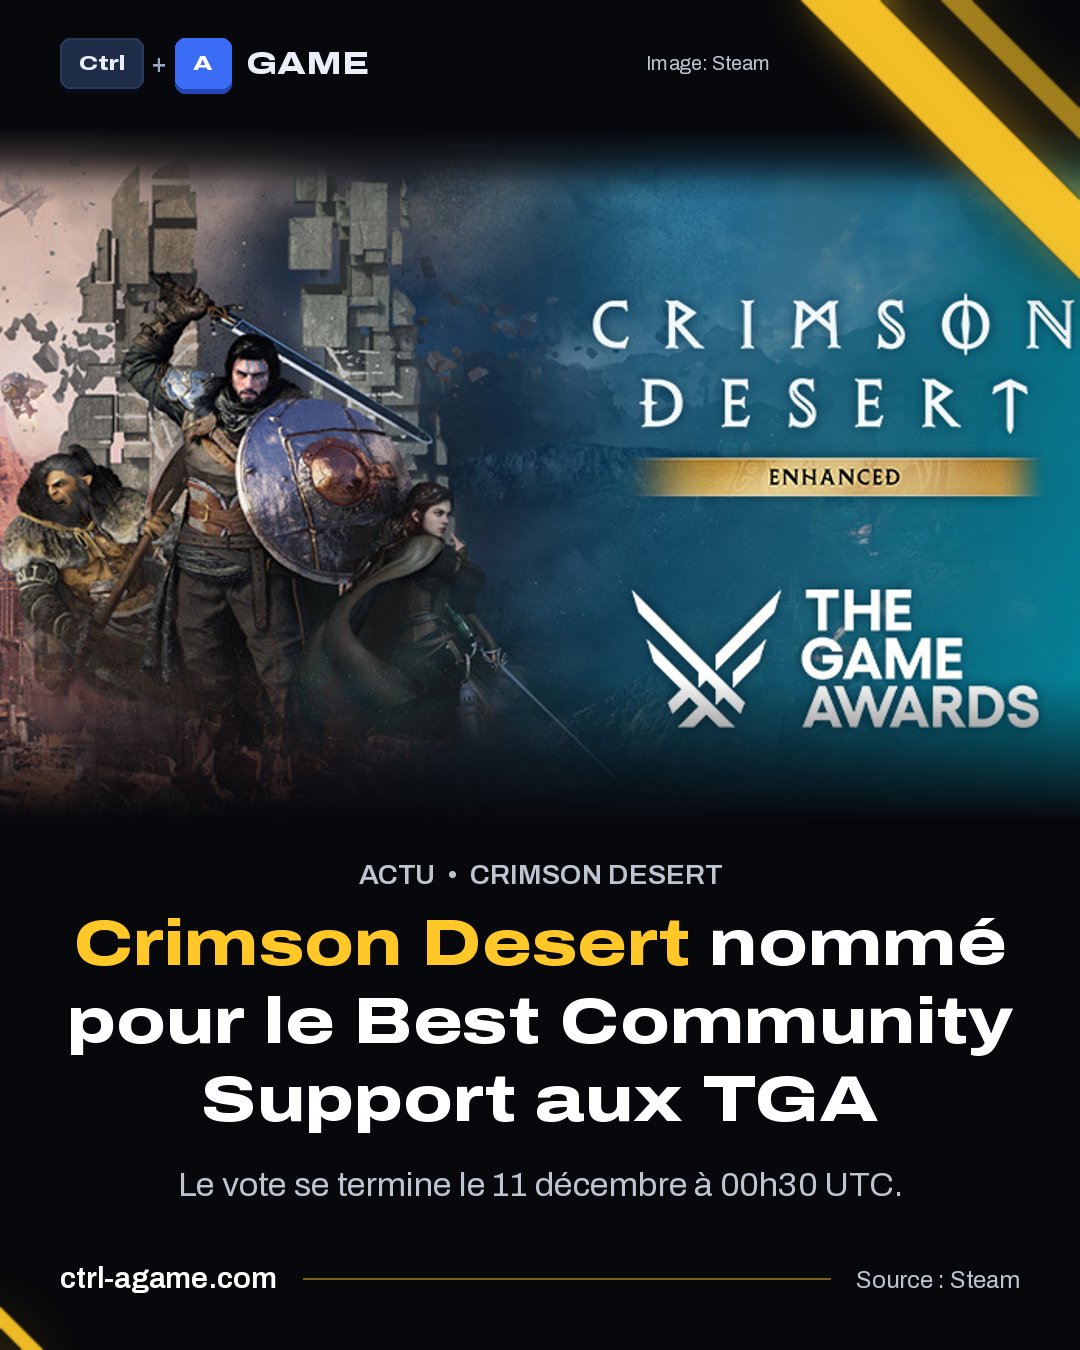 Ctrl + A GAME
Image: Steam
CRIMSON
DESERT
ENHANCED
THE
GAME
AWARDS
ACTU • CRIMSON DESERT
Crimson Desert nommé
pour le Best Community
Support aux TGA
Le vote se termine le 11 décembre à 00h30 UTC.
ctrl-agame.com
Source : Steam